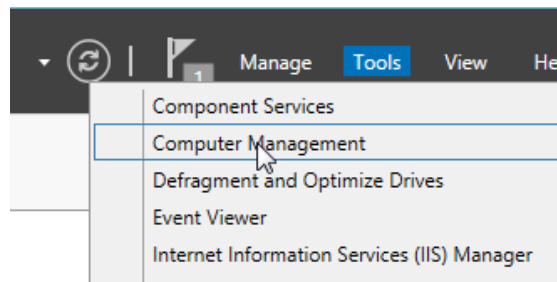 1 Manage Tools View He
Component Services
Computer Management
Defragment and Optimize Drives
Event Viewer
Internet Information Services (IIS) Manager